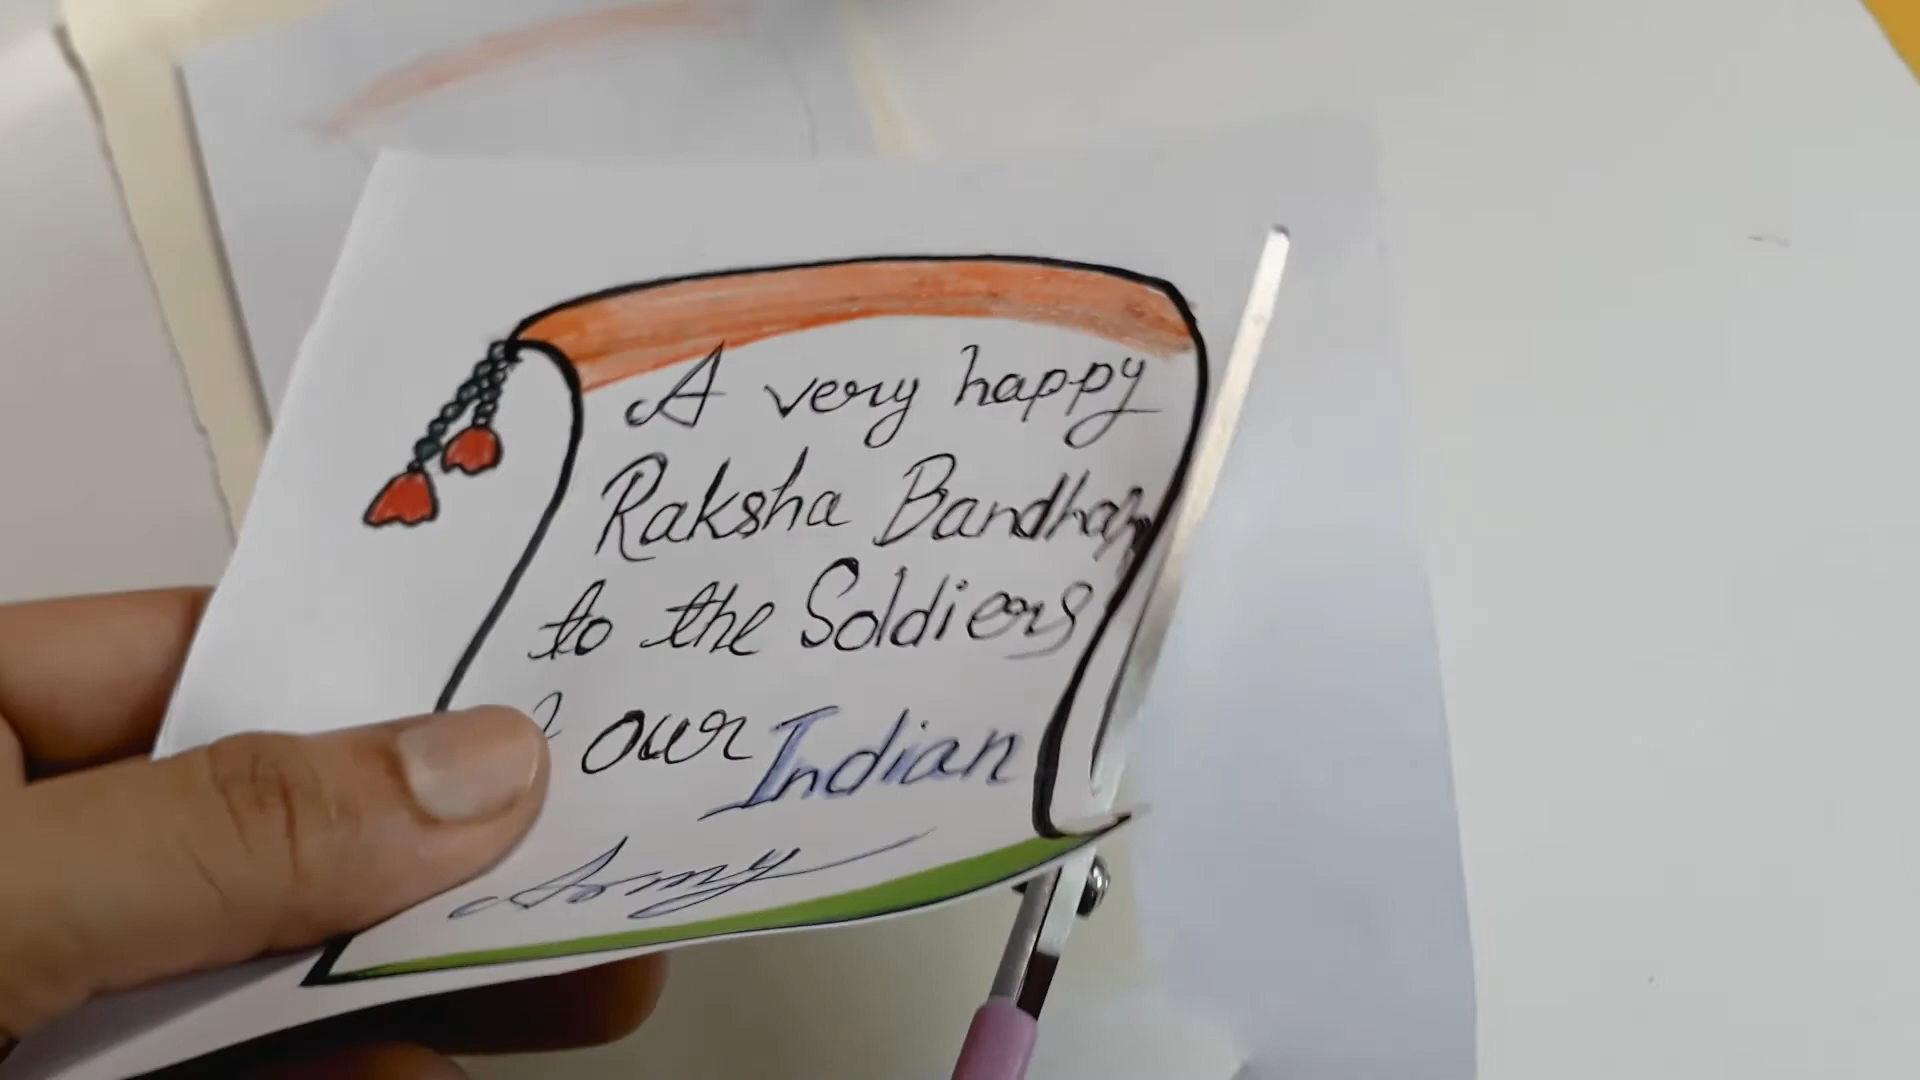 A very happy
Raksha Bandhan
to the Soldiers
our Indian
Army